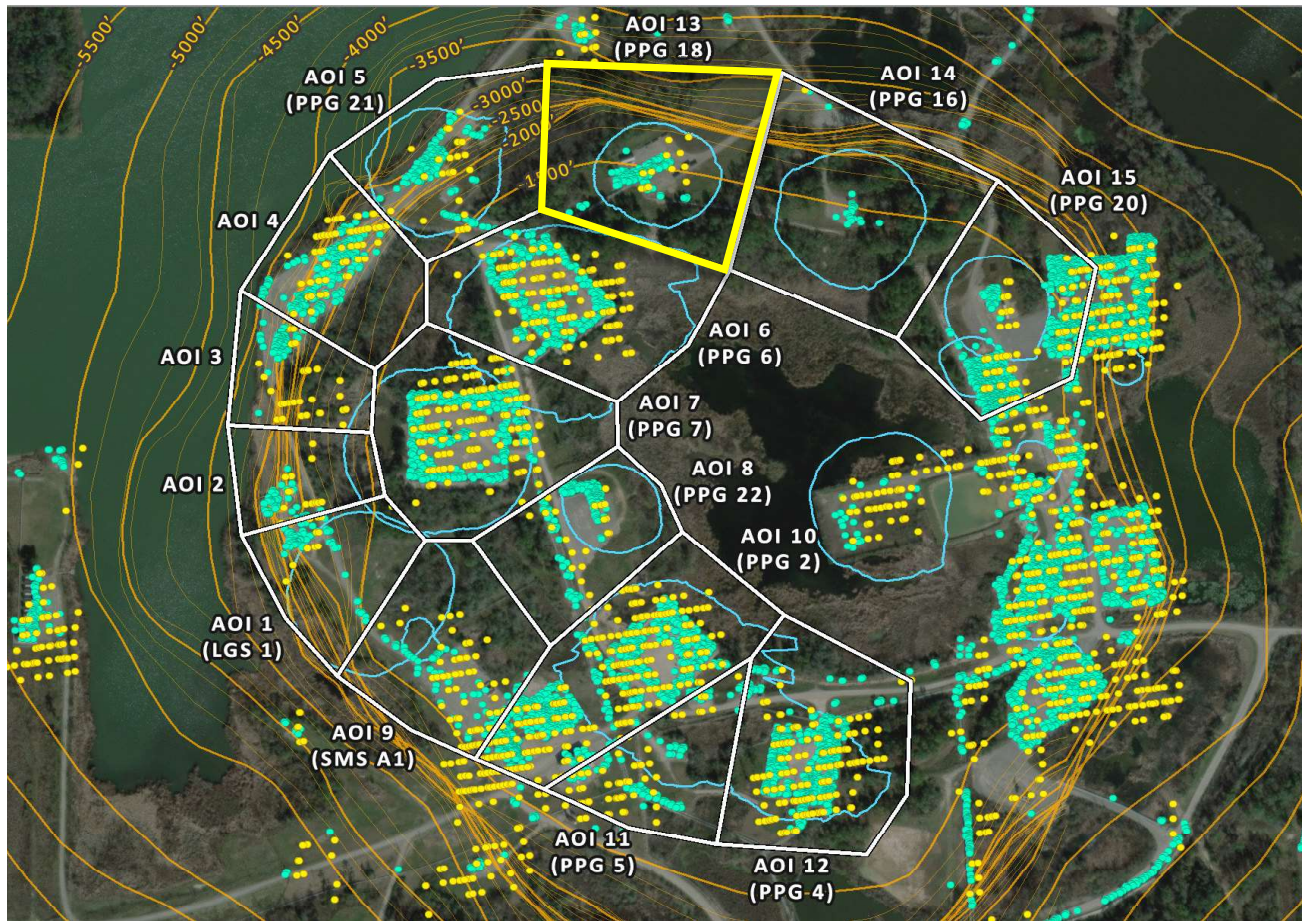 -5500'
-5000'
-4500'
-4000'
-3500'
-3000'
-2500'
-2000'
-1500'
AOI 13
(PPG 18)
AOI 14
(PPG 16)
AOI 5
(PPG 21)
AOI 15
(PPG 20)
AOI 4
AOI 3
AOI 6
(PPG 6)
AOI 7
(PPG 7)
AOI 8
(PPG 22)
AOI 2
AOI 10
(PPG 2)
AOI 1
(LGS 1)
AOI 9
(SMS A1)
AOI 11
(PPG 5)
AOI 12
(PPG 4)